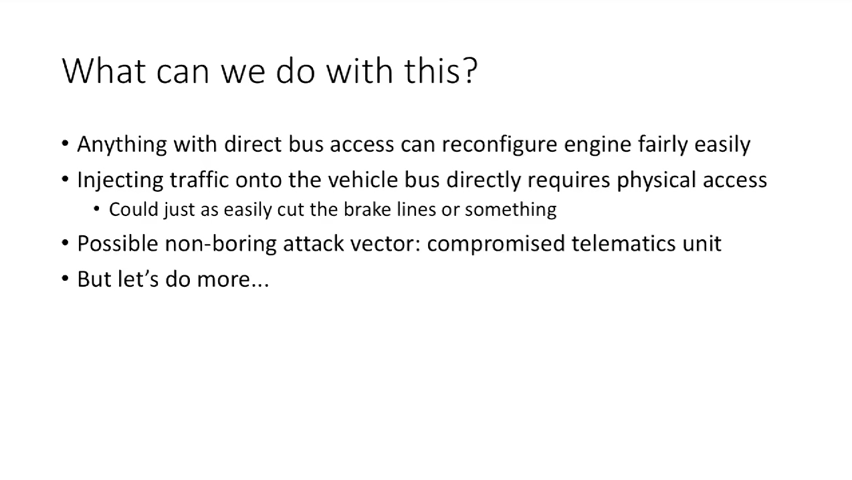 What can we do with this?
• Anything with direct bus access can reconfigure engine fairly easily
• Injecting traffic onto the vehicle bus directly requires physical access
• Could just as easily cut the brake lines or something
• Possible non-boring attack vector: compromised telematics unit
• But let’s do more...